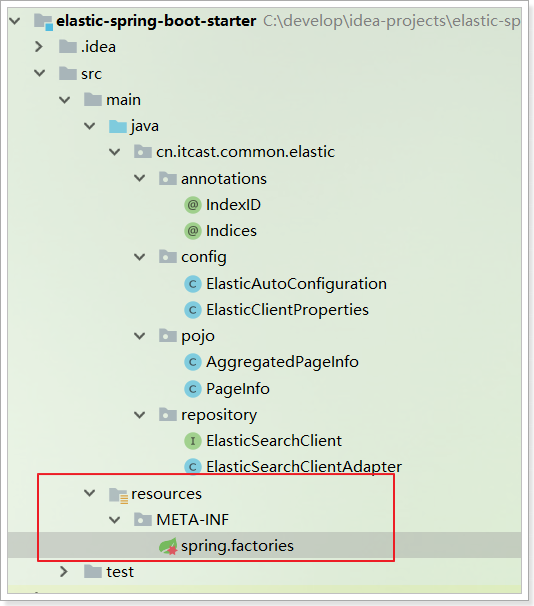 elastic-spring-boot-starter C:\develop\idea-projects\elastic-sp
.idea
src
main
java
cn.itcast.common.elastic
annotations
@ IndexID
@ Indices
config
C ElasticAutoConfiguration
C ElasticClientProperties
pojo
C AggregatedPageInfo
C PageInfo
repository
I ElasticSearchClient
C ElasticSearchClientAdapter
resources
META-INF
spring.factories
test